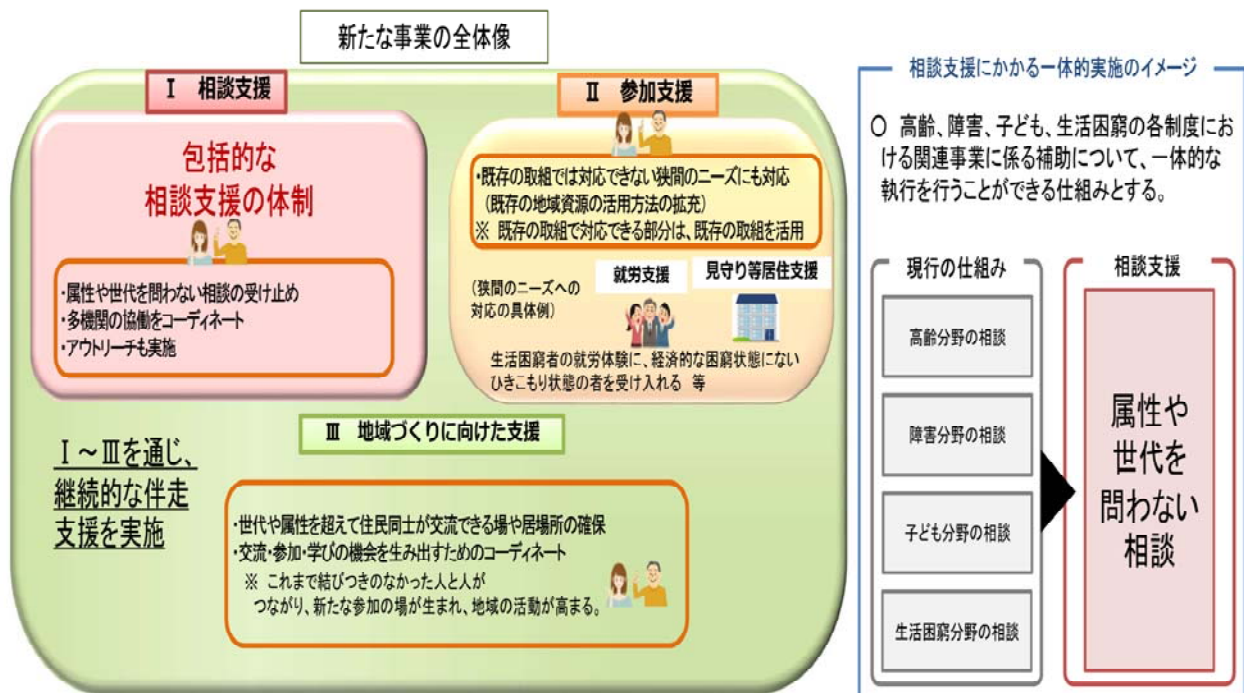 新たな事業の全体像
Ⅰ 相談支援
包括的な
相談支援の体制
・属性や世代を問わない相談の受け止め
・多機関の協働をコーディネート
・アウトリーチも実施
Ⅱ 参加支援
・既存の取組では対応できない狭間のニーズにも対応
(既存の地域資源の活用方法の拡充)
※ 既存の取組で対応できる部分は、既存の取組を活用
(狭間のニーズへの
対応の具体例)
就労支援
見守り等居住支援
生活困窮者の就労体験に、経済的な困窮状態にない
ひきこもり状態の者を受け入れる 等
Ⅲ 地域づくりに向けた支援
Ⅰ～Ⅲを通じ、
継続的な伴走
支援を実施
・世代や属性を超えて住民同士が交流できる場や居場所の確保
・交流・参加・学びの機会を生み出すためのコーディネート
※ これまで結びつきのなかった人と人が
つながり、新たな参加の場が生まれ、地域の活動が高まる。
相談支援にかかる一体的実施のイメージ
○ 高齢、障害、子ども、生活困窮の各制度にお
ける関連事業に係る補助について、一体的な
執行を行うことができる仕組みとする。
現行の仕組み
高齢分野の相談
障害分野の相談
子ども分野の相談
生活困窮分野の相談
相談支援
属性や
世代を
問わない
相談